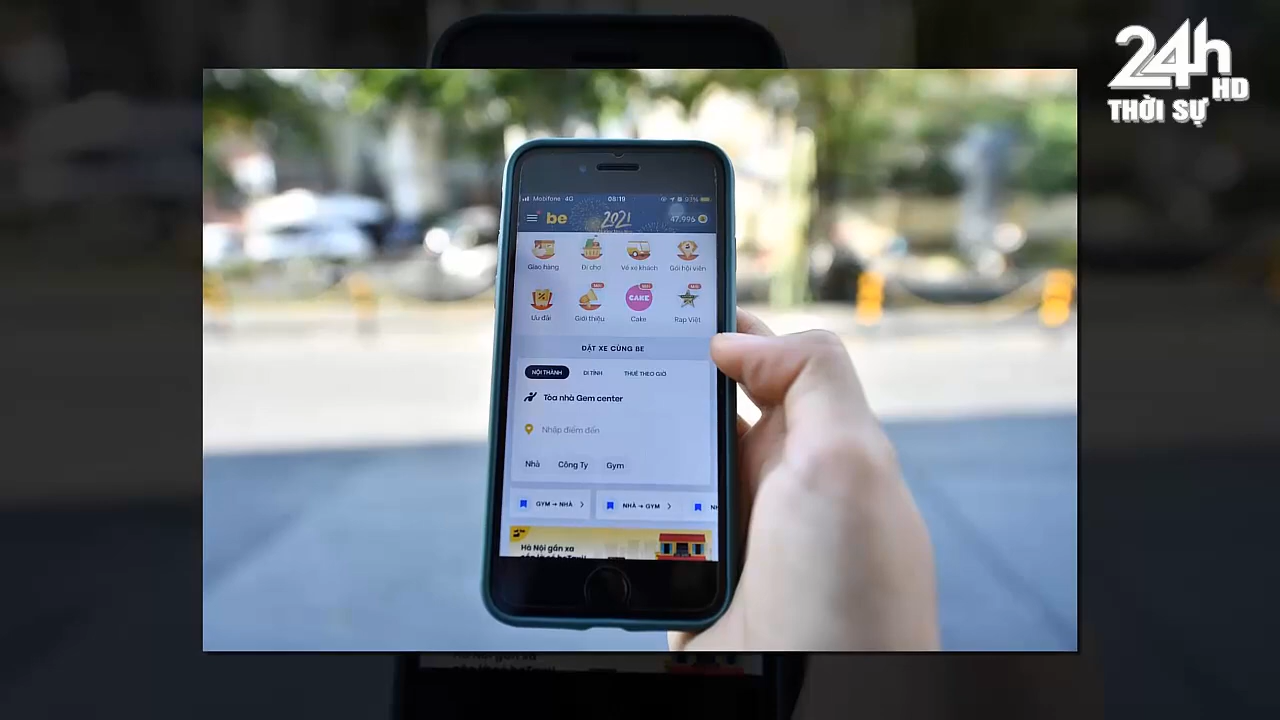 24h
HD
THỜI SỰ
Mobifone 4G 08:19 93%
be 2021 47.996
Giao hàng Đi chợ Vé xe khách Gói hội viên
CAKE
Ưu đãi Giới thiệu Cake Rap Việt
ĐẶT XE CÙNG BE
NỘI THÀNH ĐI TỈNH THUÊ THEO GIỜ
Tòa nhà Gem center
Nhập điểm đến
Nhà Công Ty Gym
GYM → NHÀ NHÀ → GYM
Hà Nội gần xa